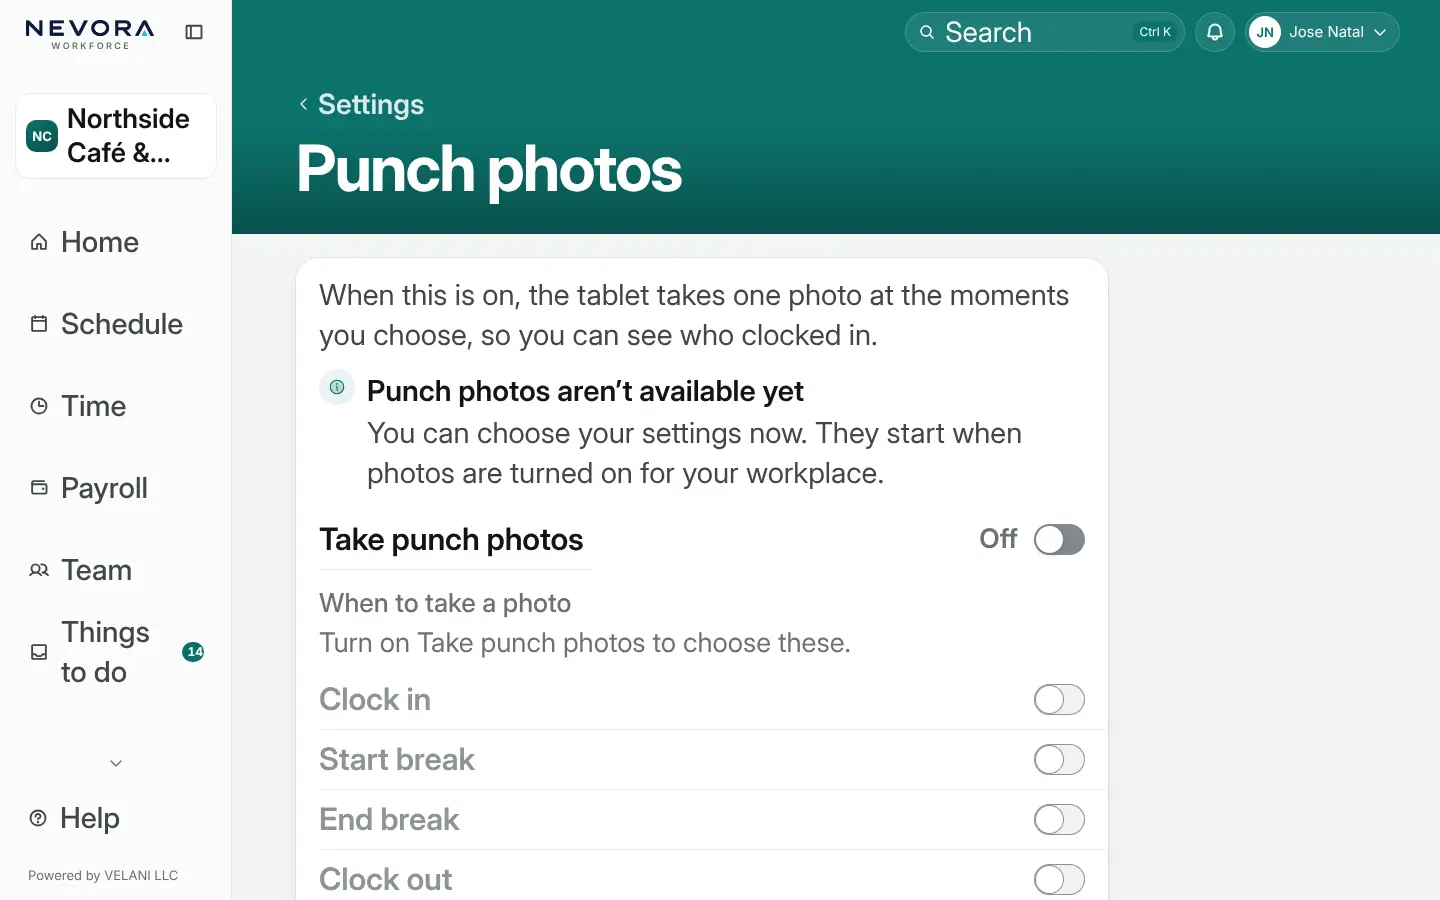 NEVORA
WORKFORCE
NC
Northside
Café &...
Home
Schedule
Time
Payroll
Team
Things
to do
14
Help
Powered by VELANI LLC
Search
Ctrl K
JN
Jose Natal
Settings
Punch photos
When this is on, the tablet takes one photo at the moments
you choose, so you can see who clocked in.
Punch photos aren’t available yet
You can choose your settings now. They start when
photos are turned on for your workplace.
Take punch photos
Off
When to take a photo
Turn on Take punch photos to choose these.
Clock in
Start break
End break
Clock out